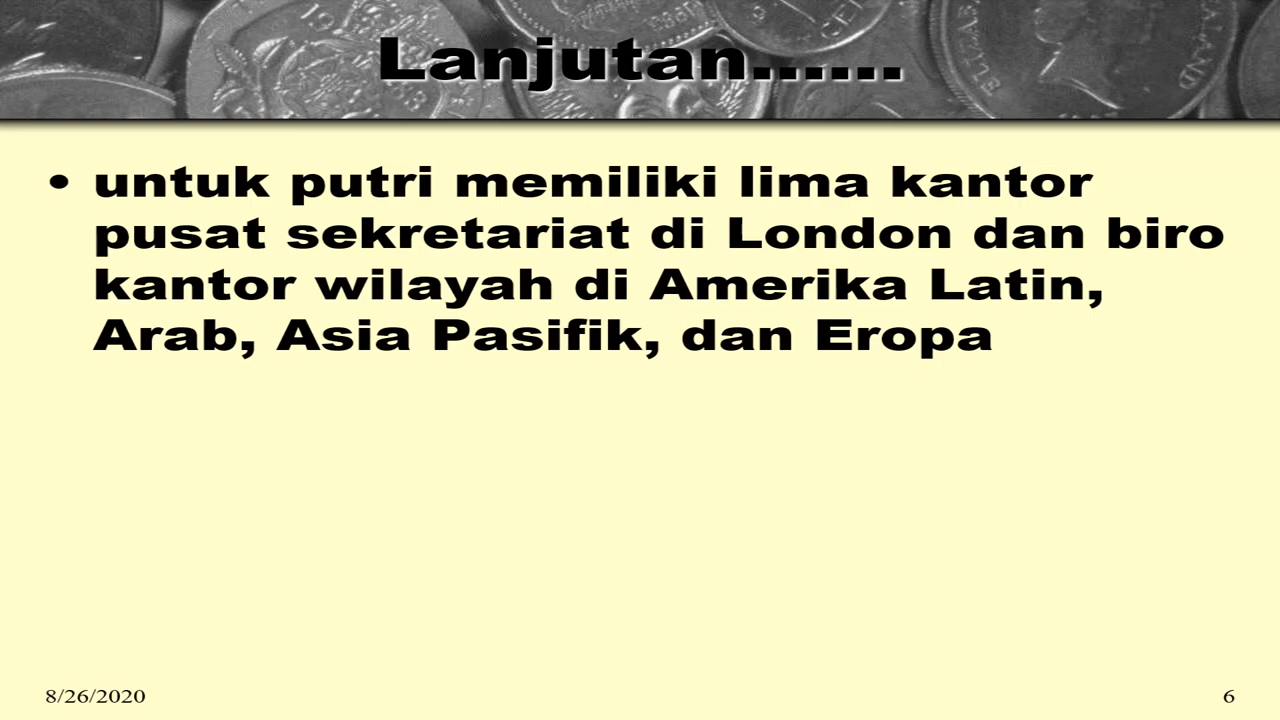 Lanjutan......
• untuk putri memiliki lima kantor
pusat sekretariat di London dan biro
kantor wilayah di Amerika Latin,
Arab, Asia Pasifik, dan Eropa
8/26/2020
6